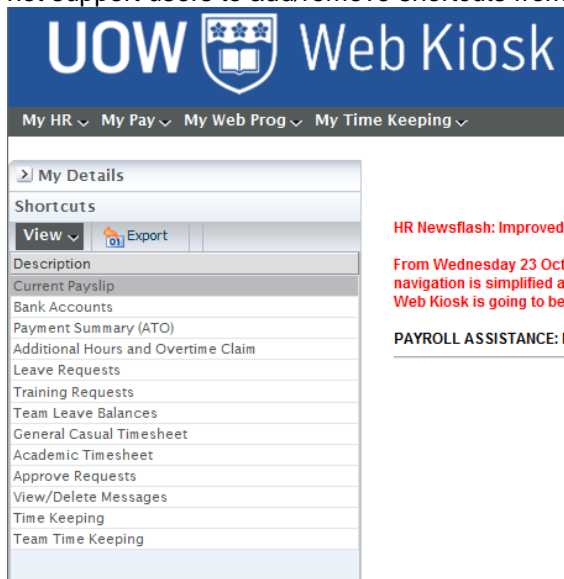 UOW Web Kiosk
My HR My Pay My Web Prog My Time Keeping
My Details
Shortcuts
View Export
Description
Current Payslip
Bank Accounts
Payment Summary (ATO)
Additional Hours and Overtime Claim
Leave Requests
Training Requests
Team Leave Balances
General Casual Timesheet
Academic Timesheet
Approve Requests
View/Delete Messages
Time Keeping
Team Time Keeping
HR Newsflash: Improved
From Wednesday 23 Oct
navigation is simplified a
Web Kiosk is going to be
PAYROLL ASSISTANCE: